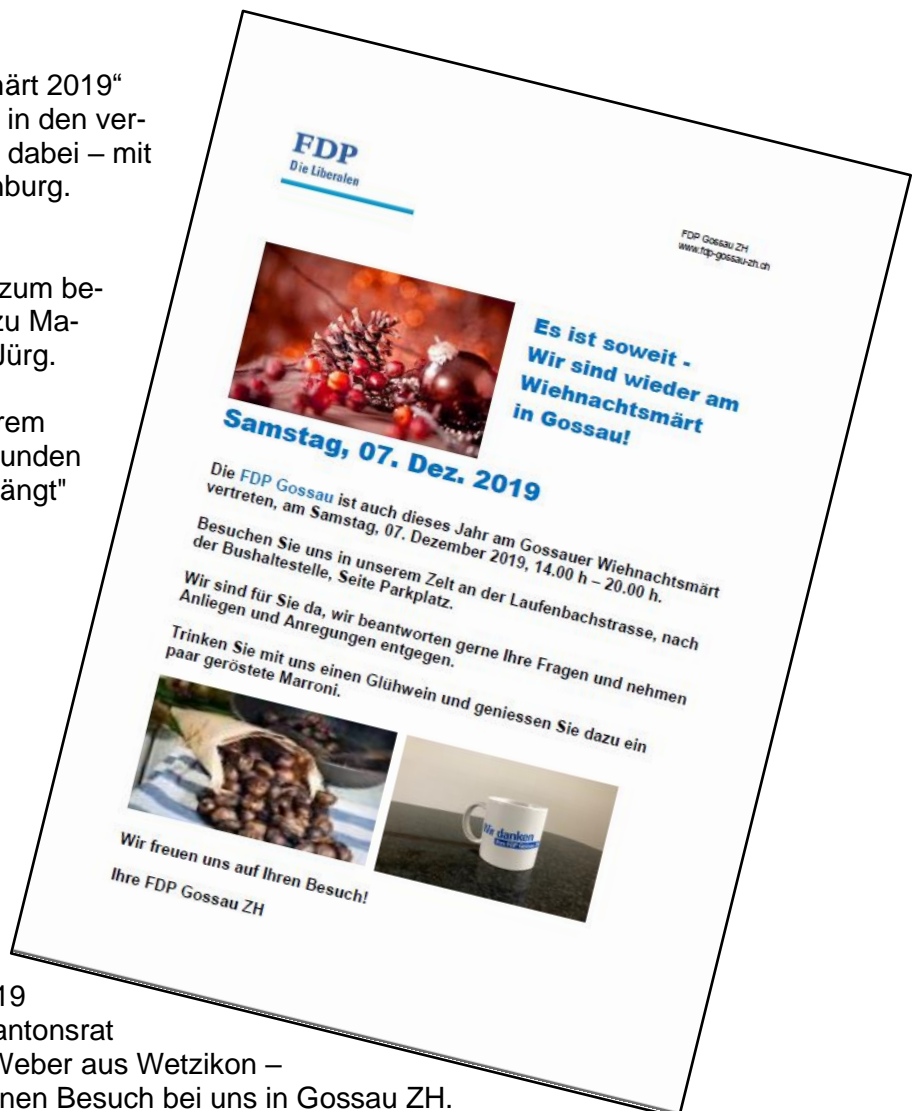 ärt 2019“
in den ver-
dabei – mit
nburg.
zum be-
zu Ma-
Jürg.
rem
unden
ängt"
FDP
Die Liberalen
FDP Gossau ZH
www.fdp-gossau-zh.ch
Es ist soweit -
Wir sind wieder am
Wiehnachtsmärt
in Gossau!
Samstag, 07. Dez. 2019
Die FDP Gossau ist auch dieses Jahr am Gossauer Wiehnachtsmärt
vertreten, am Samstag, 07. Dezember 2019, 14.00 h – 20.00 h.
Besuchen Sie uns in unserem Zelt an der Laufenbachstrasse, nach
der Bushaltestelle, Seite Parkplatz.
Wir sind für Sie da, wir beantworten gerne Ihre Fragen und nehmen
Anliegen und Anregungen entgegen.
Trinken Sie mit uns einen Glühwein und geniessen Sie dazu ein
paar geröstete Marroni.
danken
Wir freuen uns auf Ihren Besuch!
Ihre FDP Gossau ZH
19
antonsrat
Weber aus Wetzikon –
nen Besuch bei uns in Gossau ZH.